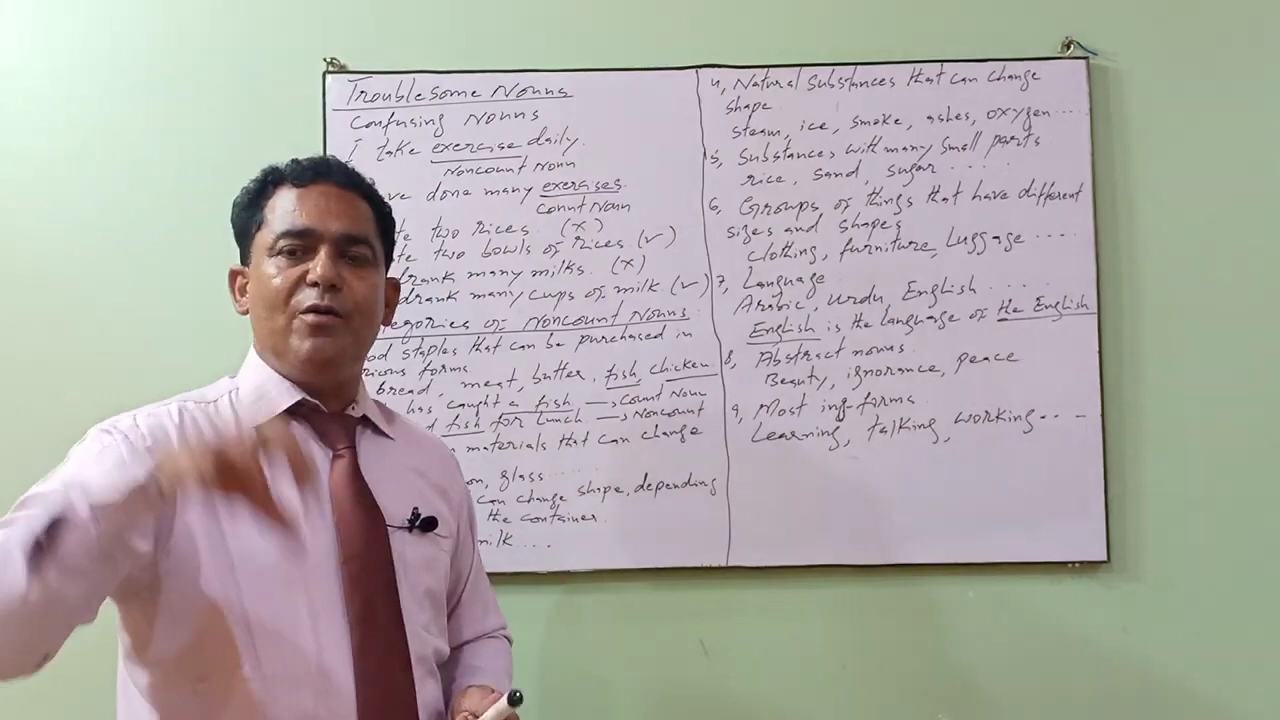 Troublesome Nouns
Confusing Nouns
I take exercise daily.
Noncount Noun
done many exercises.
Count Noun
two rices. (x)
two bowls of rices (✓)
drank many milks. (x)
drank many cups of milk (✓)
of Noncount Nouns.
staples that can be purchased in
forms.
bread, meat, butter, fish, chicken
has caught a fish → Count Noun
fish for lunch → Noncount
materials that can change
glass......
can change shape, depending
the container.
milk....
4, Natural Substances that can change
shape
steam, ice, smoke, ashes, oxygen.....
5, Substances with many small parts
rice, sand, sugar....
6, Groups of things that have different
sizes and shapes
clothing, furniture, Luggage ....
7, Language
Arabic, Urdu, English.....
English is the language of the English
8, Abstract nouns.
Beauty, ignorance, peace
9, Most ing-forms
Learning, talking, working....